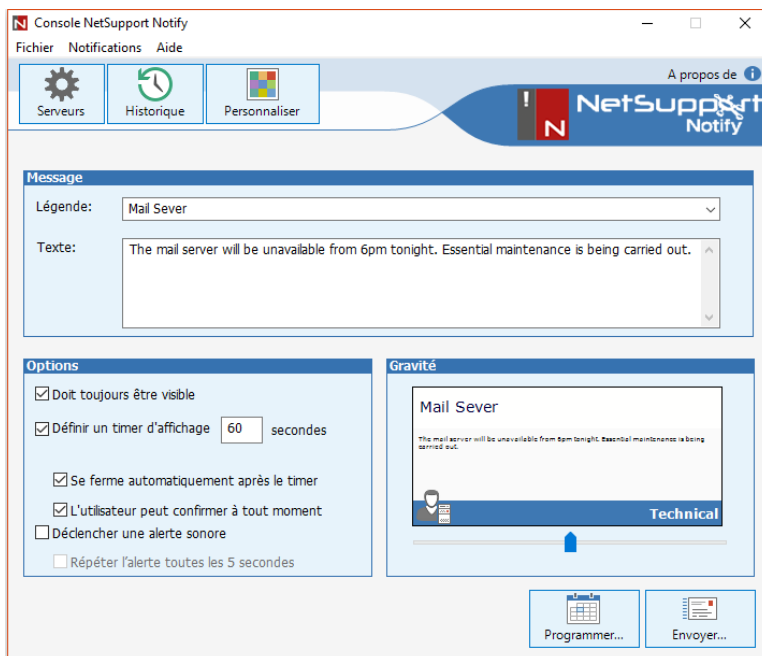 N Console NetSupport Notify
Fichier Notifications Aide
A propos de i
Serveurs Historique Personnaliser
! N NetSupport
Notify
Message
Légende: Mail Sever
Texte: The mail server will be unavailable from 6pm tonight. Essential maintenance is being carried out.
Options
Doit toujours être visible
Définir un timer d'affichage 60 secondes
Se ferme automatiquement après le timer
L'utilisateur peut confirmer à tout moment
Déclencher une alerte sonore
Répéter l'alerte toutes les 5 secondes
Gravité
Mail Sever
The mail server will be unavailable from 6pm tonight. Essential maintenance is being
carried out.
Technical
Programmer... Envoyer...